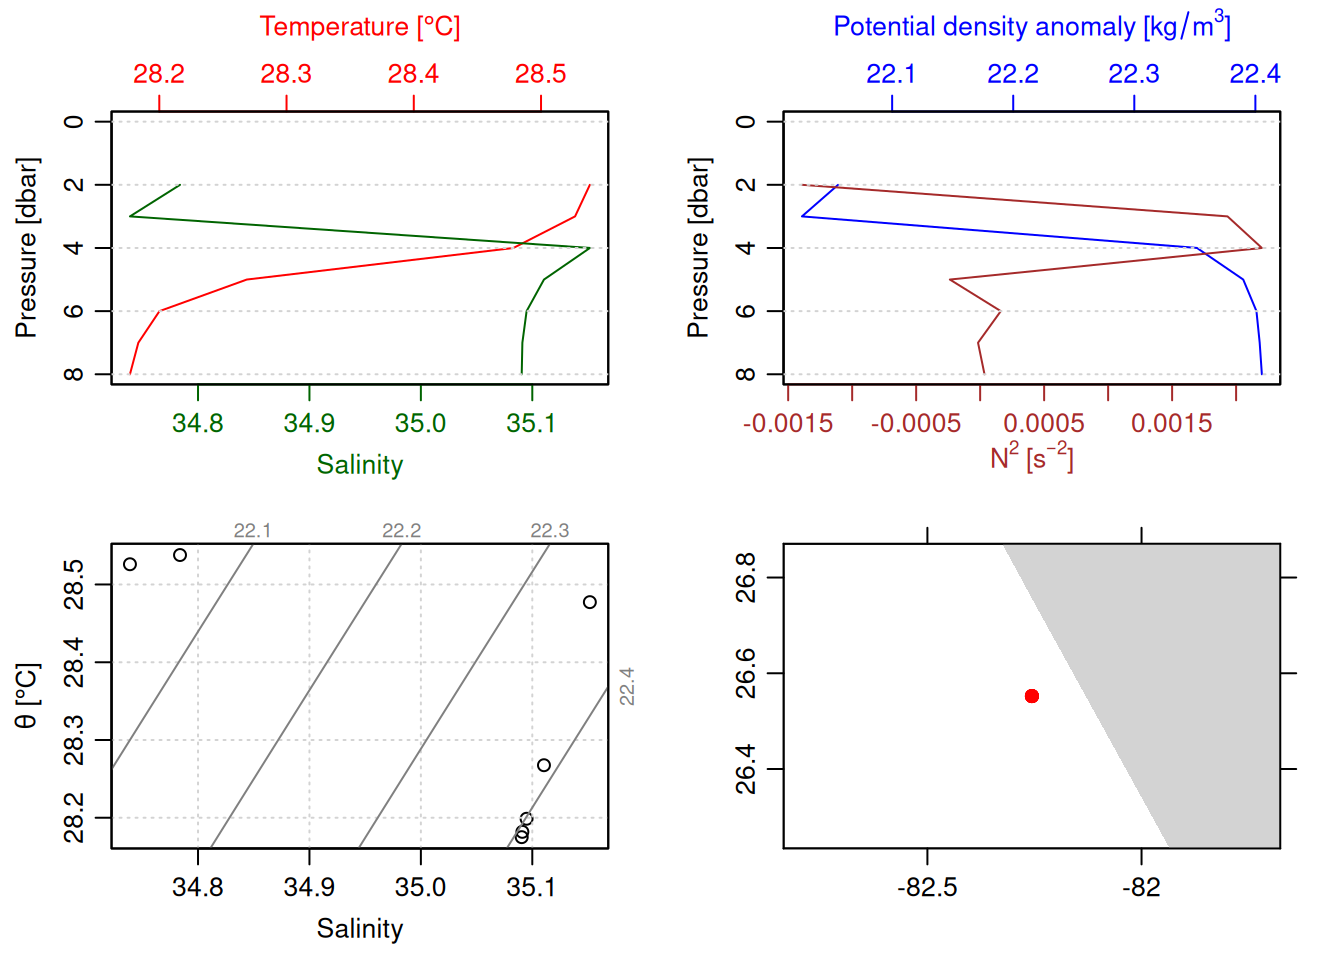 Temperature [°C]
28.2 28.3 28.4 28.5
Pressure [dbar]
0
2
4
6
8
34.8 34.9 35.0 35.1
Salinity
Potential density anomaly [kg/m³]
22.1 22.2 22.3 22.4
Pressure [dbar]
0
2
4
6
8
-0.0015 -0.0005 0.0005 0.0015
N² [s⁻²]
22.1 22.2 22.3
22.4
θ [°C]
28.5
28.4
28.3
28.2
34.8 34.9 35.0 35.1
Salinity
26.8
26.6
26.4
-82.5 -82